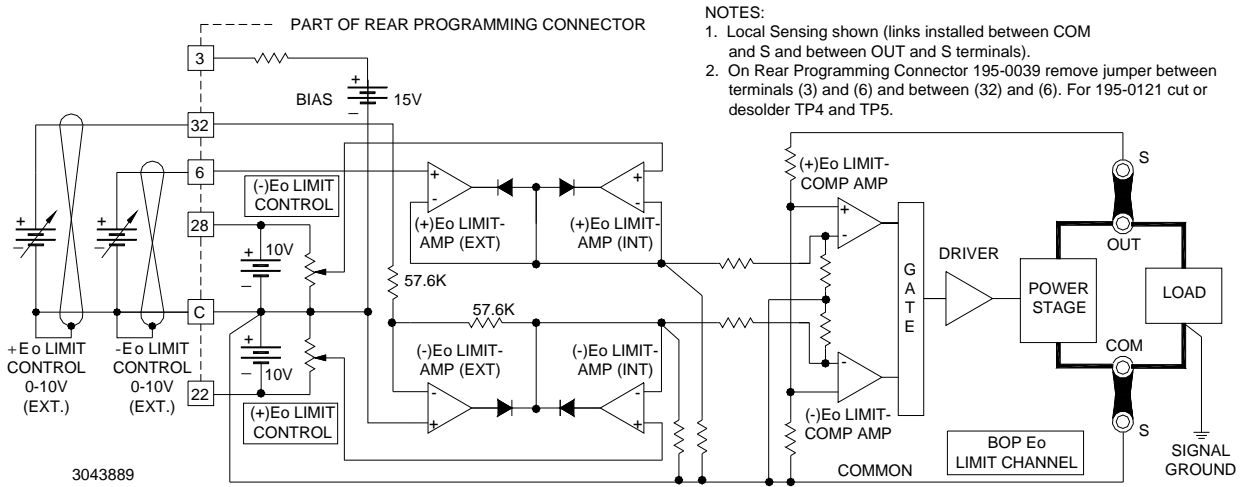 PART OF REAR PROGRAMMING CONNECTOR
NOTES:
1. Local Sensing shown (links installed between COM
and S and between OUT and S terminals).
2. On Rear Programming Connector 195-0039 remove jumper between
terminals (3) and (6) and between (32) and (6). For 195-0121 cut or
desolder TP4 and TP5.
3
BIAS
+
–
15V
32
6
28
C
22
+
–
+
–
+Eo LIMIT
CONTROL
0-10V
(EXT.)
-Eo LIMIT
CONTROL
0-10V
(EXT.)
(-)Eo LIMIT
CONTROL
+
–
10V
+
–
10V
(+)Eo LIMIT
CONTROL
+
-
(+)Eo LIMIT-
AMP (EXT)
+
-
(+)Eo LIMIT-
AMP (INT)
57.6K
57.6K
(-)Eo LIMIT-
AMP (EXT)
-
+
(-)Eo LIMIT-
AMP (INT)
-
+
(+)Eo LIMIT-
COMP AMP
+
-
-
+
(-)Eo LIMIT-
COMP AMP
G
A
T
E
DRIVER
POWER
STAGE
S
OUT
LOAD
COM
S
SIGNAL
GROUND
BOP Eo
LIMIT CHANNEL
COMMON
3043889